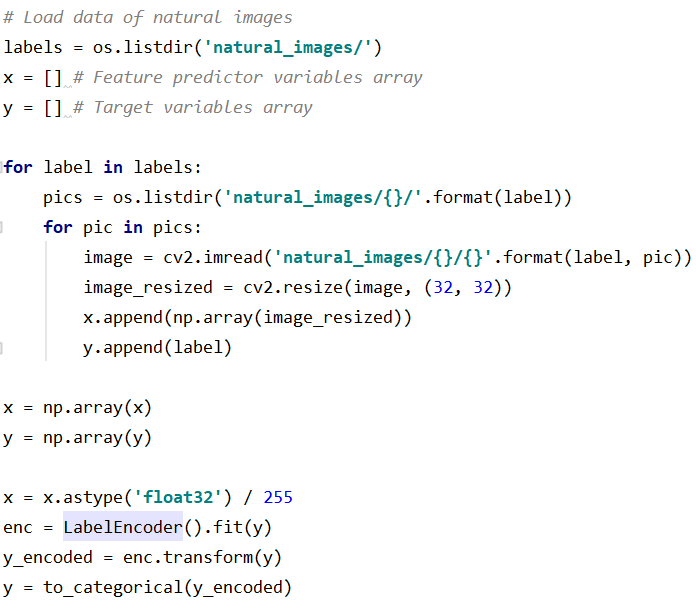 # Load data of natural images
labels = os.listdir('natural_images/')
x = [] # Feature predictor variables array
y = [] # Target variables array
for label in labels:
    pics = os.listdir('natural_images/{}/'.format(label))
    for pic in pics:
        image = cv2.imread('natural_images/{}/{}'.format(label, pic))
        image_resized = cv2.resize(image, (32, 32))
        x.append(np.array(image_resized))
        y.append(label)
x = np.array(x)
y = np.array(y)
x = x.astype('float32') / 255
enc = LabelEncoder().fit(y)
y_encoded = enc.transform(y)
y = to_categorical(y_encoded)